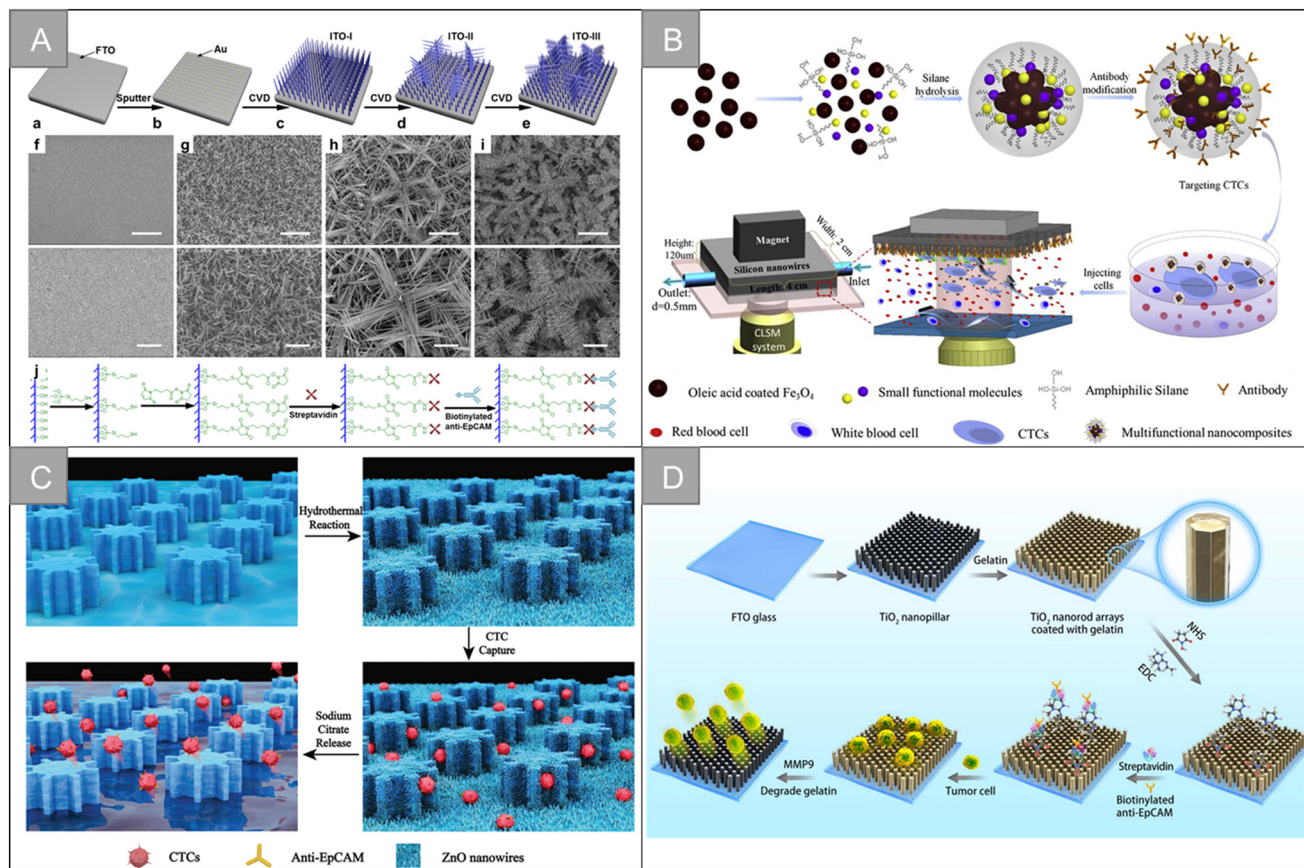 A
FTO
Au
ITO-I
ITO-II
ITO-III
Sputter
CVD
CVD
CVD
a
b
c
d
e
f
g
h
i
j
Streptavidin
Biotinylated
anti-EpCAM
B
Silane
hydrolysis
Antibody
modification
Targeting CTCs
Magnet
Height:
120um
Width: 2 cm
Silicon nanowires
Length: 4 cm
Inlet
Outlet:
d=0.5mm
CLSM
system
Injecting
cells
Oleic acid coated Fe₃O₄
Small functional molecules
Amphiphilic Silane
Antibody
Red blood cell
White blood cell
CTCs
Multifunctional nanocomposites
C
Hydrothermal
Reaction
CTC
Capture
Sodium
Citrate
Release
CTCs
Anti-EpCAM
ZnO nanowires
D
FTO glass
TiO₂ nanopillar
Gelatin
TiO₂ nanorod arrays
coated with gelatin
NHS
EDC
Streptavidin
Biotinylated
anti-EpCAM
Tumor cell
MMP9
Degrade gelatin